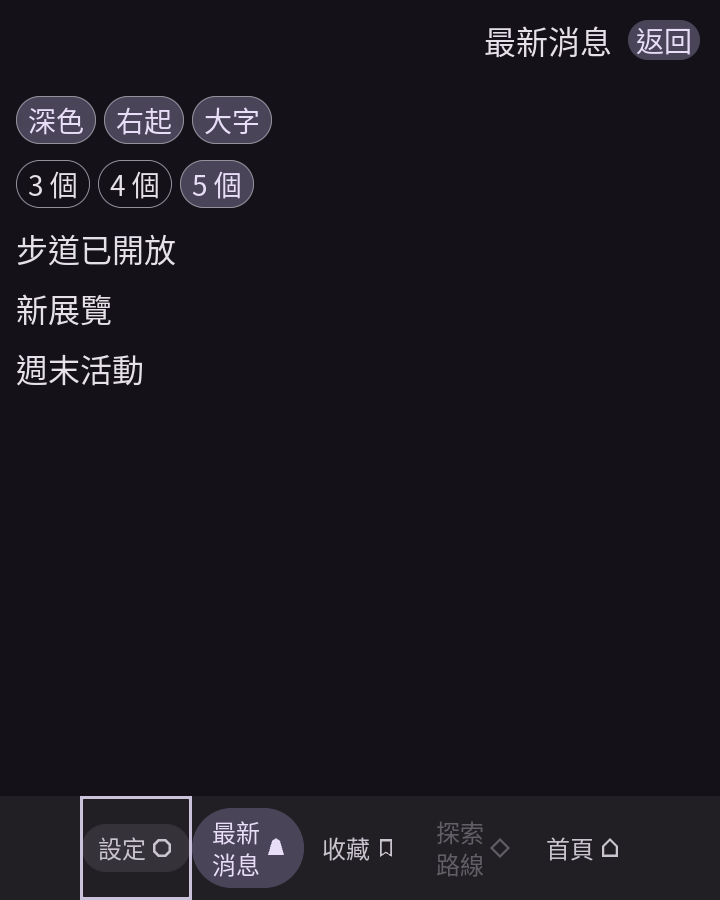 最新消息 返回
深色 右起 大字
3 個 4 個 5 個
步道已開放
新展覽
週末活動
設定
最新
消息
收藏
探索
路線
首頁